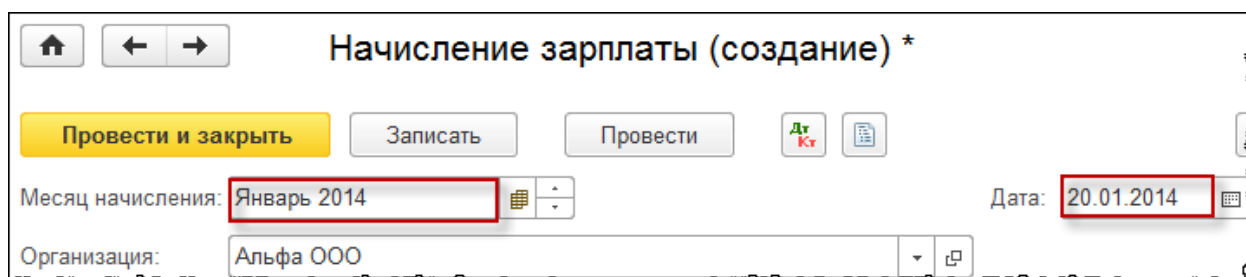 Начисление зарплаты (создание) *
Провести и закрыть Записать Провести Дт Кт
Месяц начисления: Январь 2014 Дата: 20.01.2014
Организация: Альфа ООО